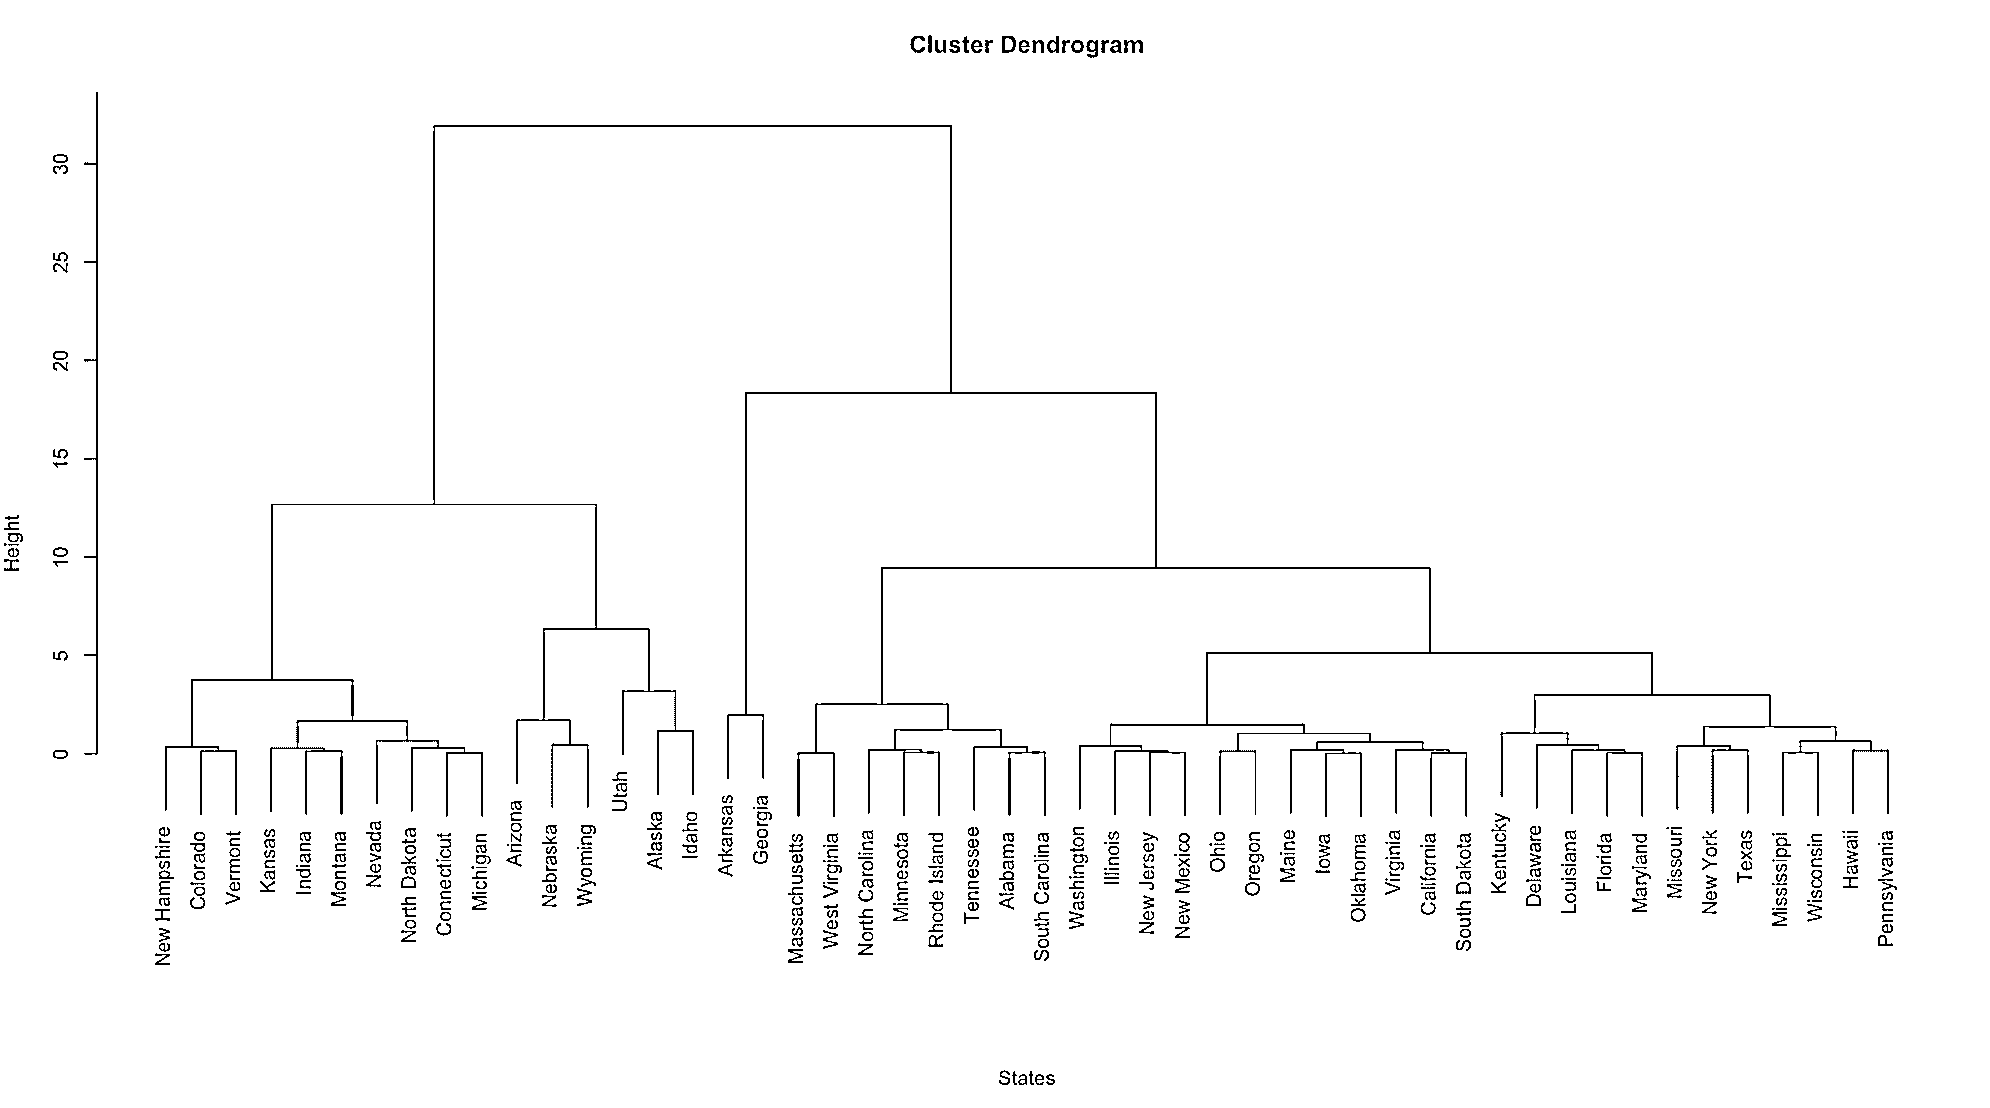 Cluster Dendrogram
Height
30
25
20
15
10
5
0
New Hampshire
Colorado
Vermont
Kansas
Indiana
Montana
Nevada
North Dakota
Connecticut
Michigan
Arizona
Nebraska
Wyoming
Utah
Alaska
Idaho
Arkansas
Georgia
Massachusetts
West Virginia
North Carolina
Minnesota
Rhode Island
Tennessee
Alabama
South Carolina
Washington
Illinois
New Jersey
New Mexico
Ohio
Oregon
Maine
Iowa
Oklahoma
Virginia
California
South Dakota
Kentucky
Delaware
Louisiana
Florida
Maryland
Missouri
New York
Texas
Mississippi
Wisconsin
Hawaii
Pennsylvania
States